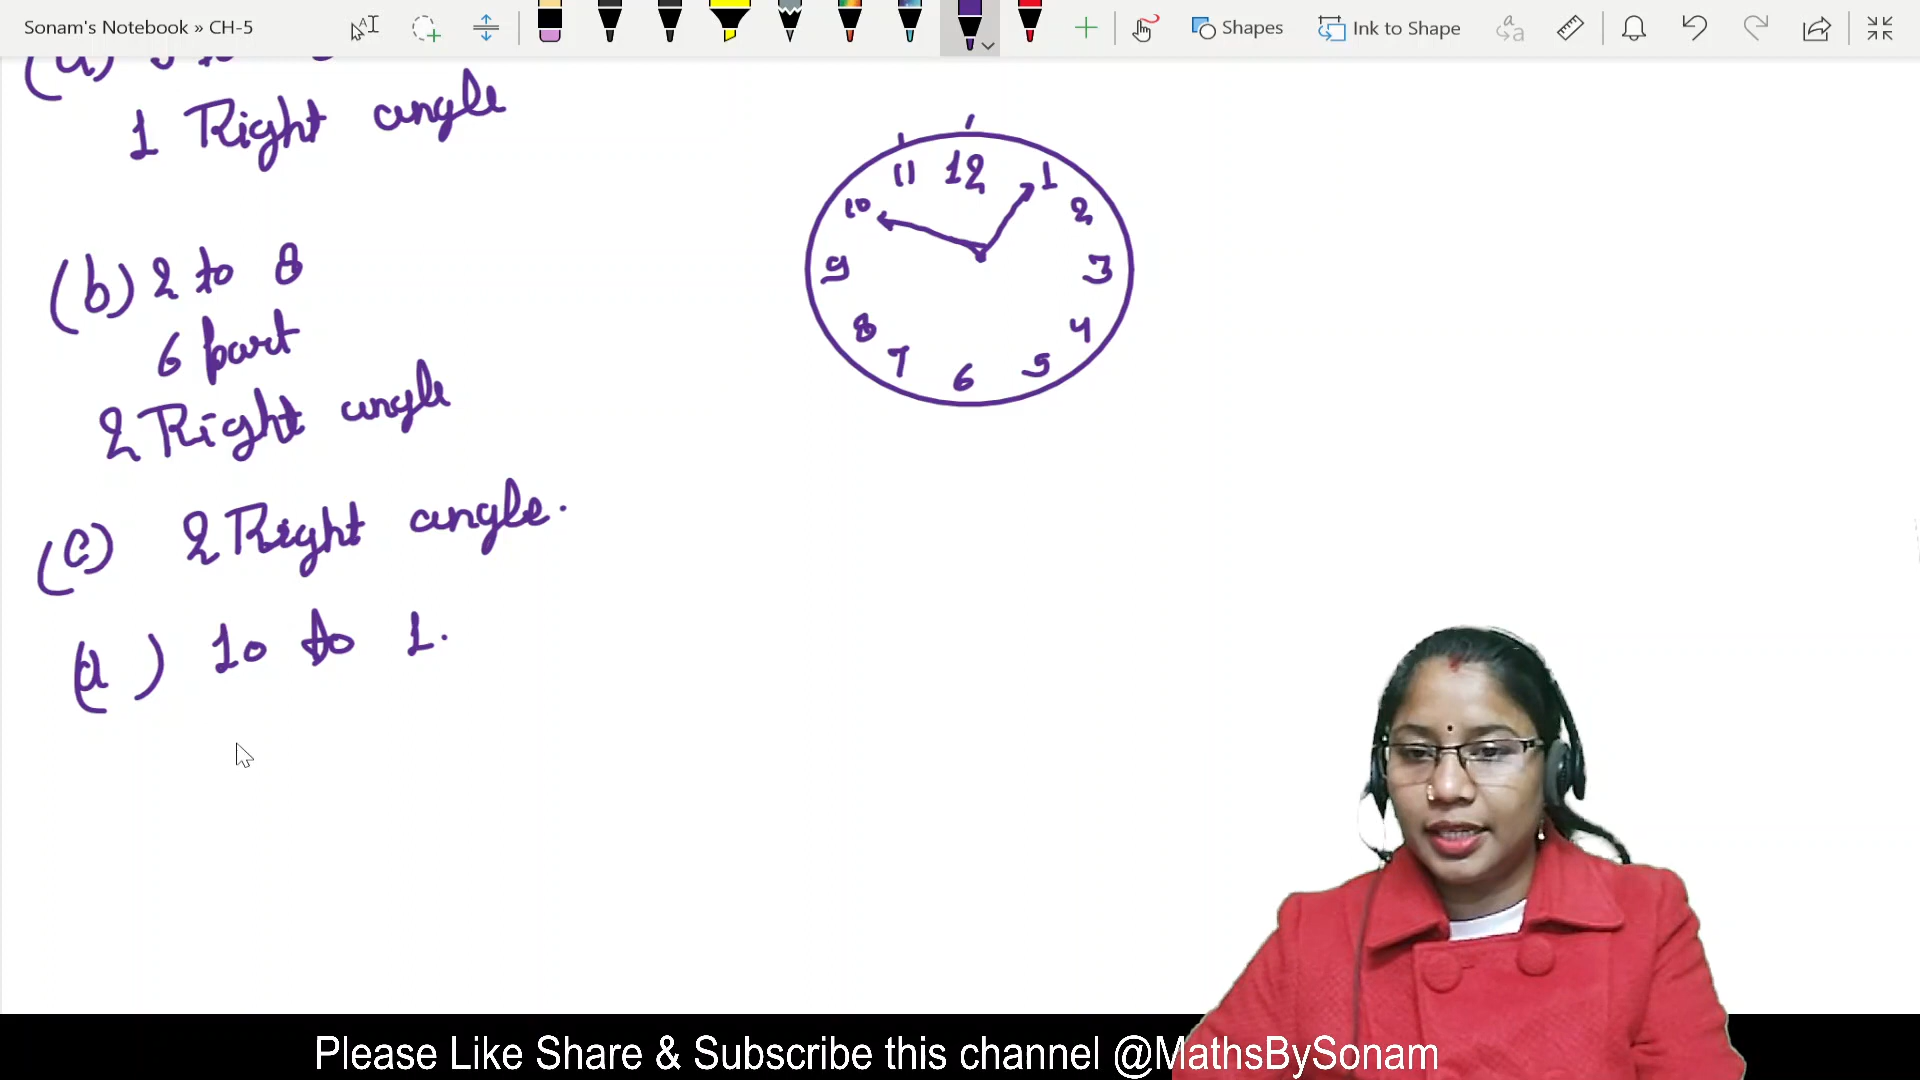 Sonam's Notebook » CH-5
Shapes
Ink to Shape
1 Right angle
(b) 2 to 8
6 part
2 Right angle
(c) 2 Right angle.
(d) 10 to 1.
11 12 1
10 2
9 3
8 4
7 6 5
Please Like Share & Subscribe this channel @MathsBySonam